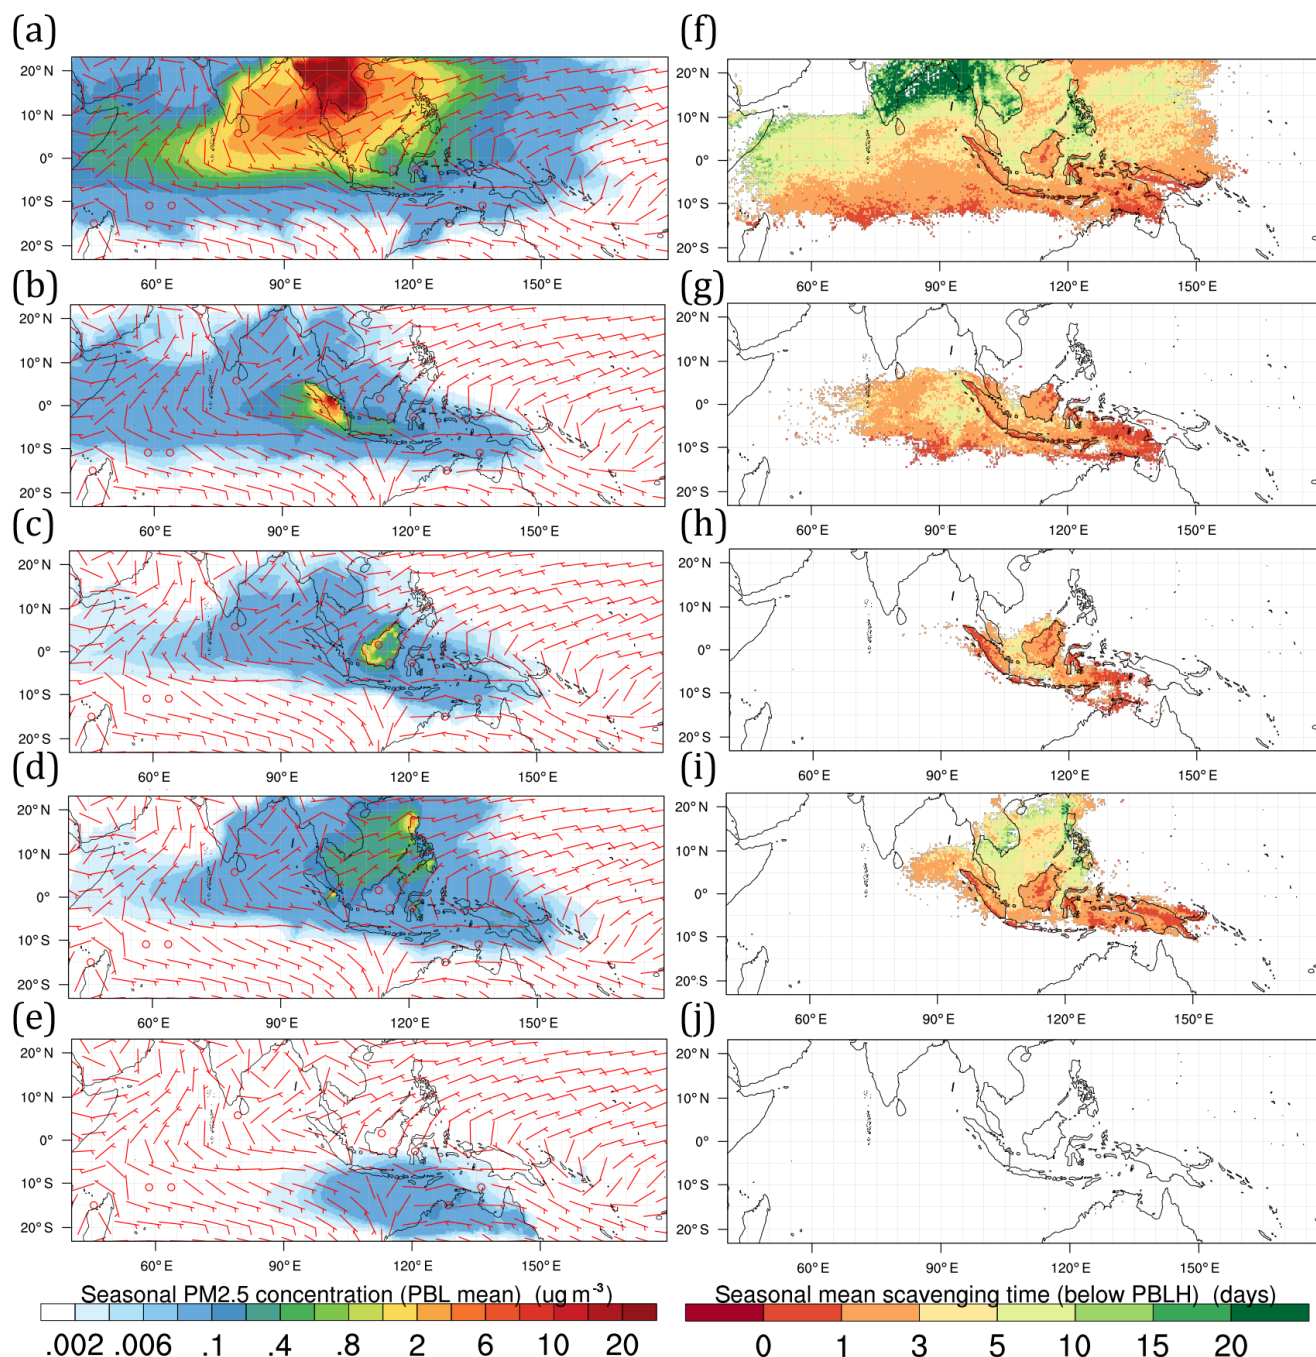 (a)
20° N
10° N
0°
10° S
20° S
60° E
90° E
120° E
150° E
(f)
20° N
10° N
0°
10° S
20° S
60° E
90° E
120° E
150° E
(b)
20° N
10° N
0°
10° S
20° S
60° E
90° E
120° E
150° E
(g)
20° N
10° N
0°
10° S
20° S
60° E
90° E
120° E
150° E
(c)
20° N
10° N
0°
10° S
20° S
60° E
90° E
120° E
150° E
(h)
20° N
10° N
0°
10° S
20° S
60° E
90° E
120° E
150° E
(d)
20° N
10° N
0°
10° S
20° S
60° E
90° E
120° E
150° E
(i)
20° N
10° N
0°
10° S
20° S
60° E
90° E
120° E
150° E
(e)
20° N
10° N
0°
10° S
20° S
60° E
90° E
120° E
150° E
(j)
20° N
10° N
0°
10° S
20° S
60° E
90° E
120° E
150° E
Seasonal PM2.5 concentration (PBL mean) (ug m⁻³)
.002 .006 .1 .4 .8 2 6 10 20
Seasonal mean scavenging time (below PBLH) (days)
0 1 3 5 10 15 20